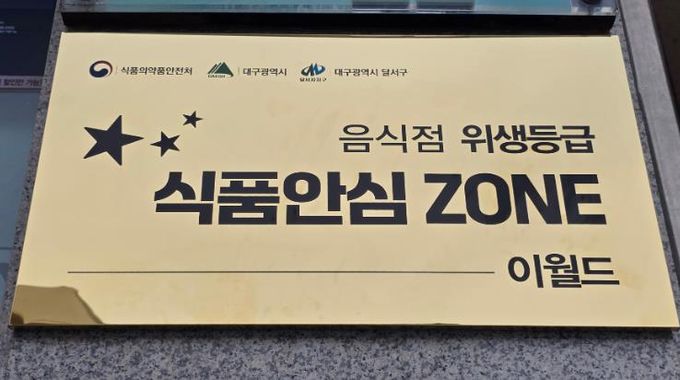 식품의약품안전처 대구광역시 대구광역시 달서구
음식점 위생등급
식품안심 ZONE
이월드